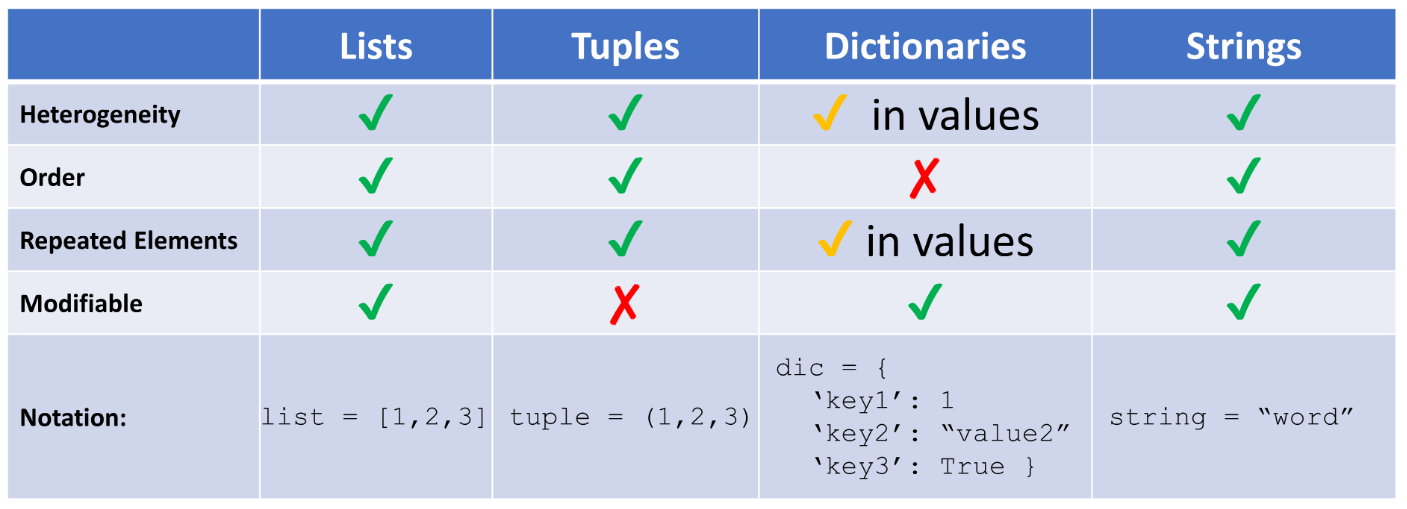 Lists Tuples Dictionaries Strings
Heterogeneity ✓ ✓ ✓ in values ✓
Order ✓ ✓ ✗ ✓
Repeated Elements ✓ ✓ ✓ in values ✓
Modifiable ✓ ✗ ✓ ✓
Notation:
list = [1,2,3]
tuple = (1,2,3)
dic = {
‘key1’: 1
‘key2’: “value2”
‘key3’: True }
string = “word”